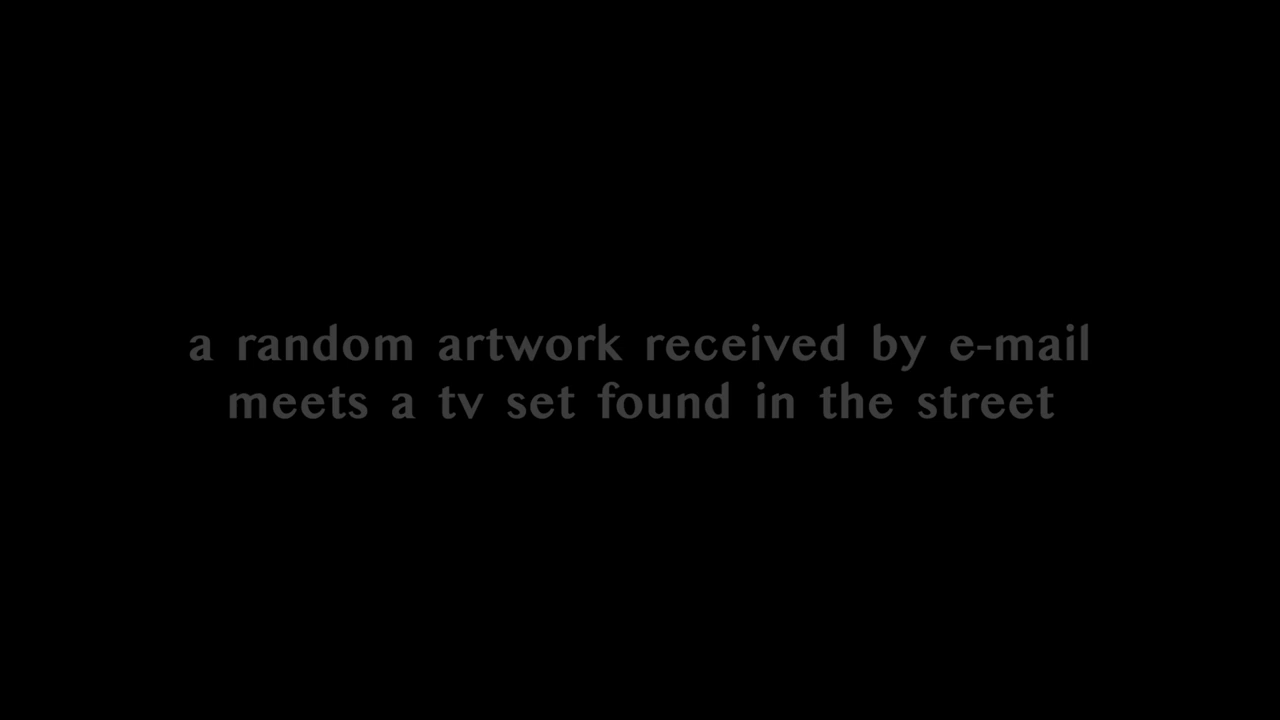 a random artwork received by e-mail
meets a tv set found in the street